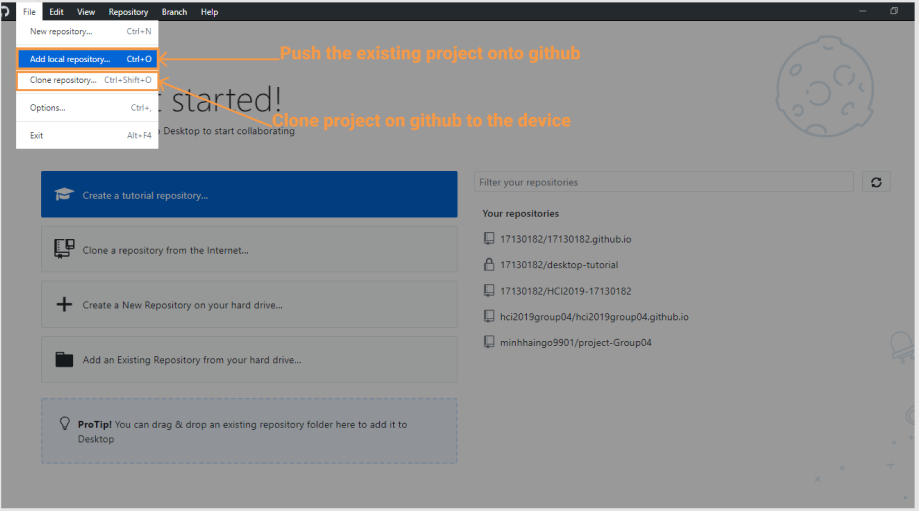 File Edit View Repository Branch Help
New repository... Ctrl+N
Add local repository... Ctrl+O
Push the existing project onto github
Clone repository... Ctrl+Shift+O
started!
Clone project on github to the device
Options... Ctrl+,
Desktop to start collaborating
Exit Alt+F4
Create a tutorial repository...
Clone a repository from the Internet...
Create a New Repository on your hard drive...
Add an Existing Repository from your hard drive...
ProTip! You can drag & drop an existing repository folder here to add it to
Desktop
Filter your repositories
Your repositories
17130182/17130182.github.io
17130182/desktop-tutorial
17130182/HCI2019-17130182
hci2019group04/hci2019group04.github.io
minhhaingo9901/project-Group04